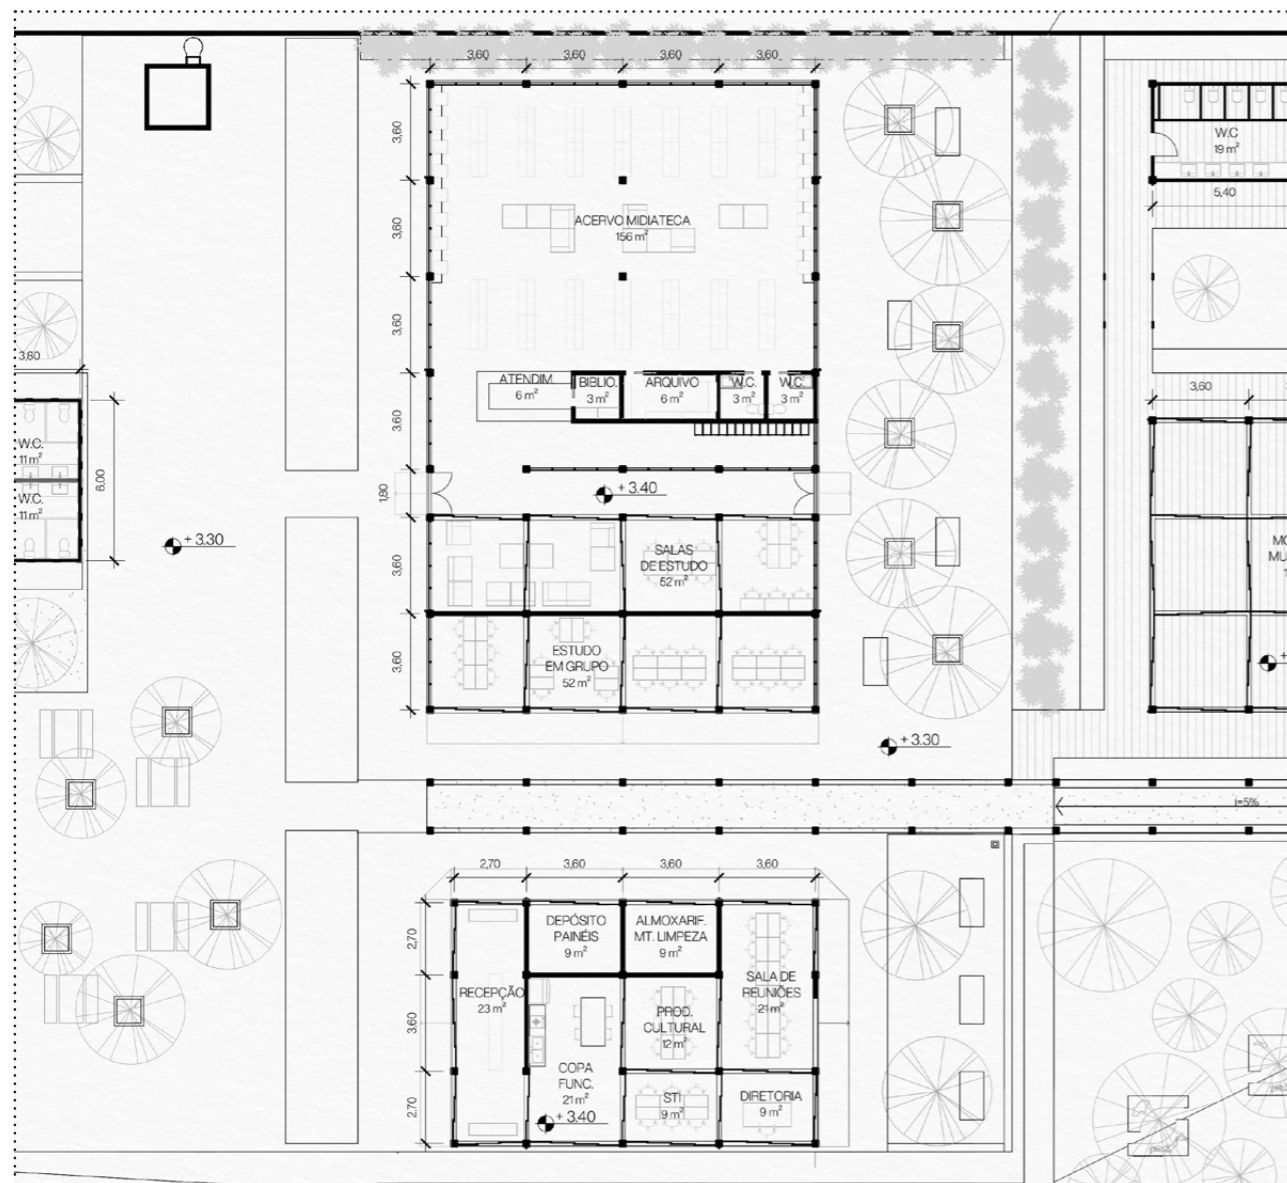 3,60
3,60
3,60
3,60
3,60
3,60
3,60
3,60
1,80
3,60
3,60
ACERVO MIDIATECA
156 m²
ATENDIM.
6 m²
BIBLIO.
3 m²
ARQUIVO
6 m²
W.C.
3 m²
W.C.
3 m²
+ 3.40
SALAS
DE ESTUDO
52 m²
ESTUDO
EM GRUPO
52 m²
W.C
19 m²
5,40
3,60
3,80
W.C.
11 m²
W.C.
11 m²
6,00
+ 3.30
+ 3.30
i=5%
2,70
3,60
3,60
3,60
2,70
3,60
2,70
DEPÓSITO
PAINÉIS
9 m²
ALMOXARIF.
MT. LIMPEZA
9 m²
RECEPÇÃO
23 m²
SALA DE
REUNIÕES
21 m²
PROD.
CULTURAL
12 m²
COPA
FUNC.
21 m²
+ 3.40
STI
9 m²
DIRETORIA
9 m²